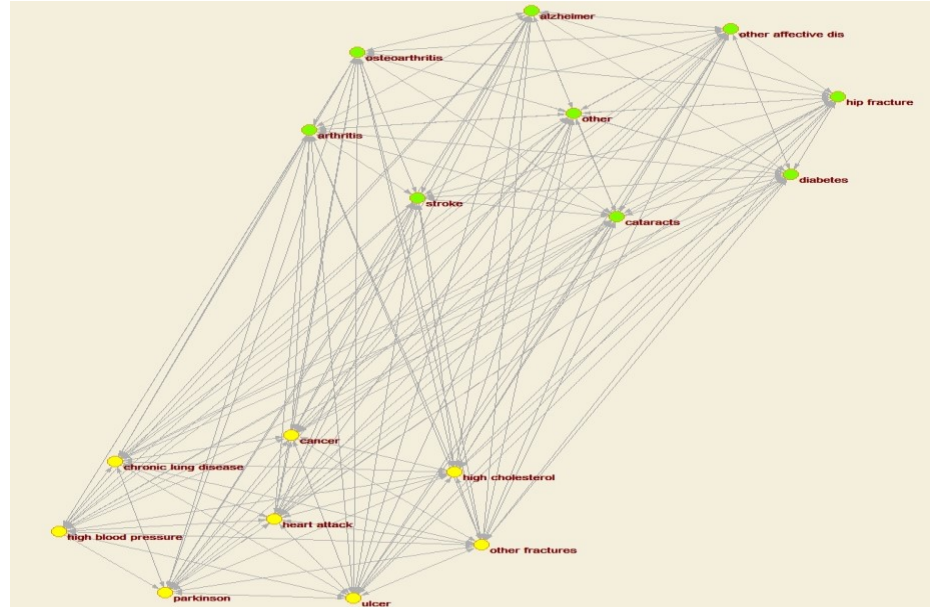 alzheimer
other affective dis
osteoarthritis
hip fracture
other
arthritis
diabetes
stroke
cataracts
cancer
chronic lung disease
high cholesterol
heart attack
high blood pressure
other fractures
parkinson
ulcer